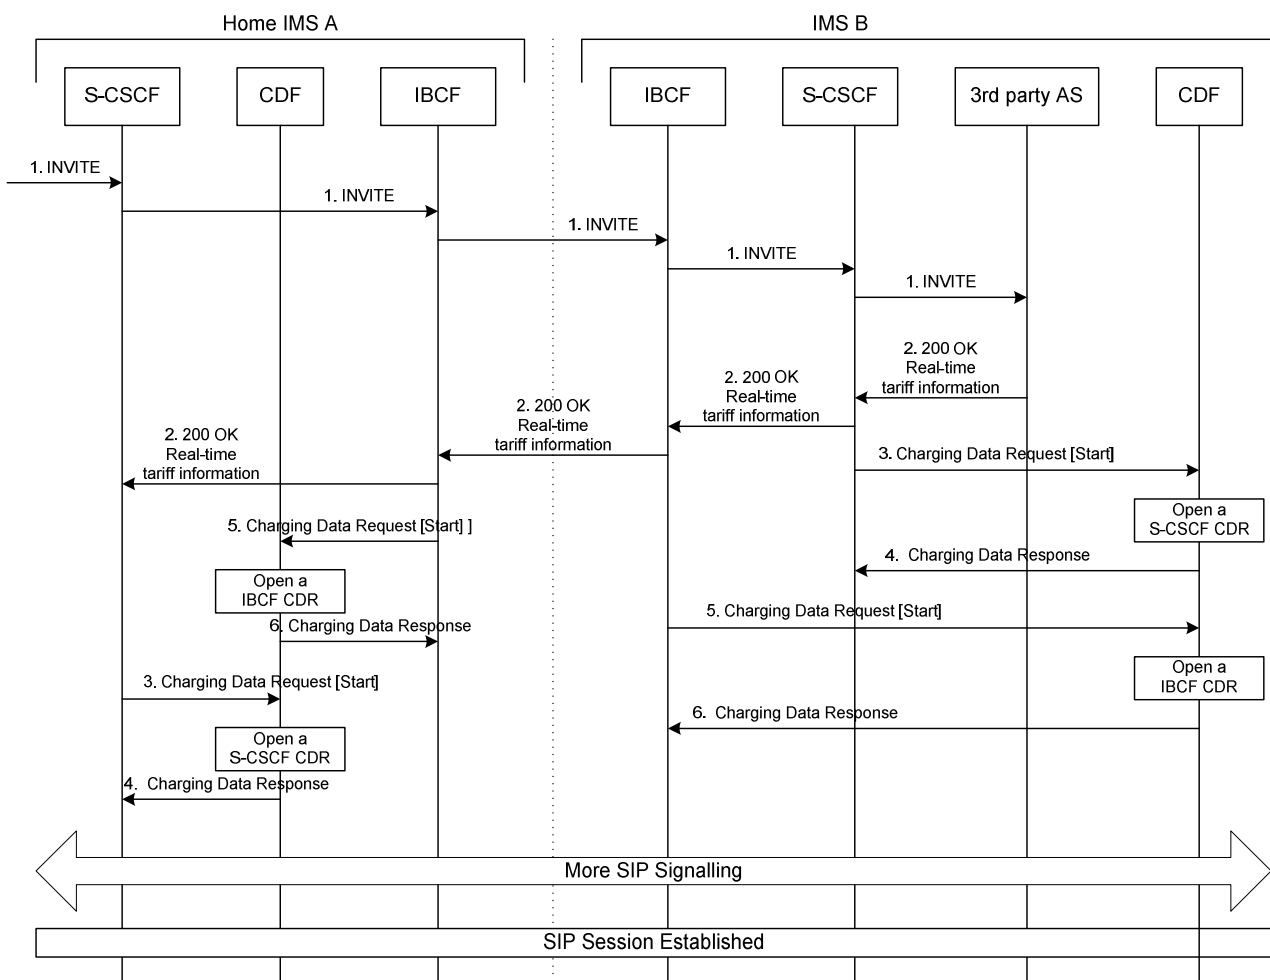 Home IMS A
IMS B
S-CSCF
CDF
IBCF
IBCF
S-CSCF
3rd party AS
CDF
1. INVITE
1. INVITE
1. INVITE
1. INVITE
1. INVITE
2. 200 OK
Real-time
tariff information
2. 200 OK
Real-time
tariff information
2. 200 OK
Real-time
tariff information
2. 200 OK
Real-time
tariff information
3. Charging Data Request [Start]
Open a
S-CSCF CDR
5. Charging Data Request [Start] ]
4. Charging Data Response
Open a
IBCF CDR
5. Charging Data Request [Start]
6. Charging Data Response
Open a
IBCF CDR
3. Charging Data Request [Start]
6. Charging Data Response
Open a
S-CSCF CDR
4. Charging Data Response
More SIP Signalling
SIP Session Established